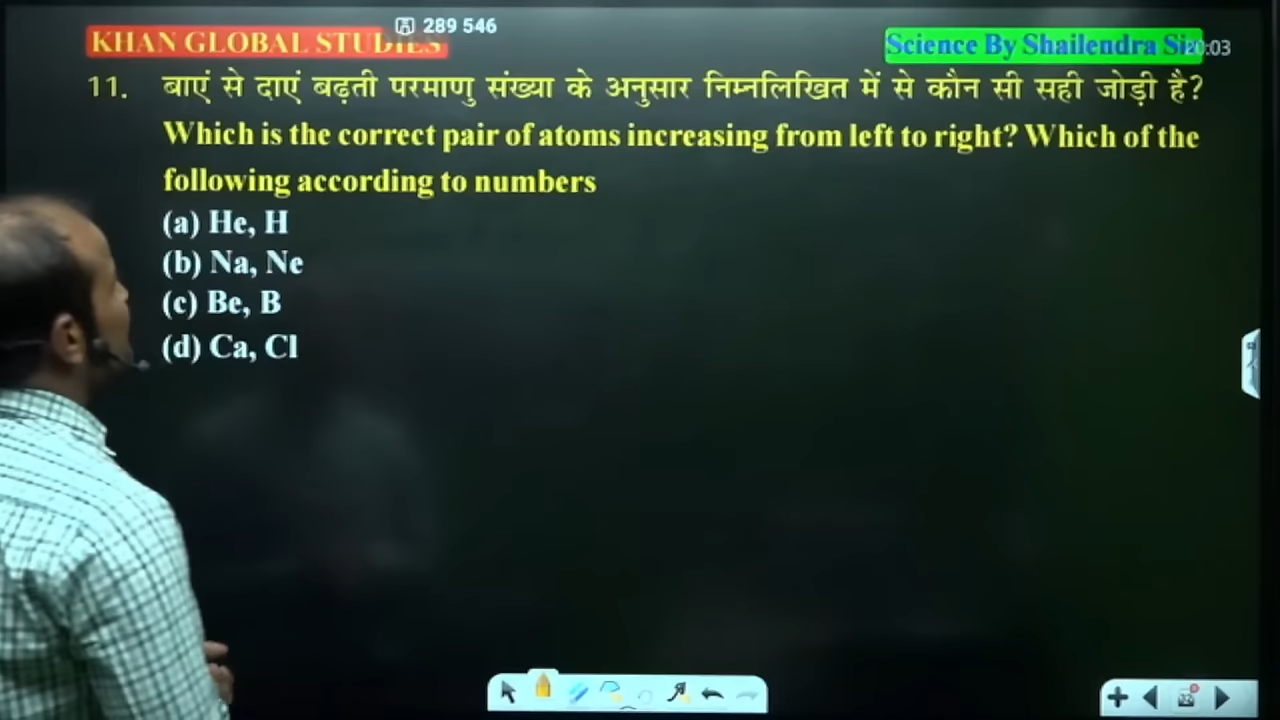 KHAN GLOBAL STUDIES
289 546
Science By Shailendra Sir
20:03
11. बाएं से दाएं बढ़ती परमाणु संख्या के अनुसार निम्नलिखित में से कौन सी सही जोड़ी है?
Which is the correct pair of atoms increasing from left to right? Which of the
following according to numbers
(a) He, H
(b) Na, Ne
(c) Be, B
(d) Ca, Cl